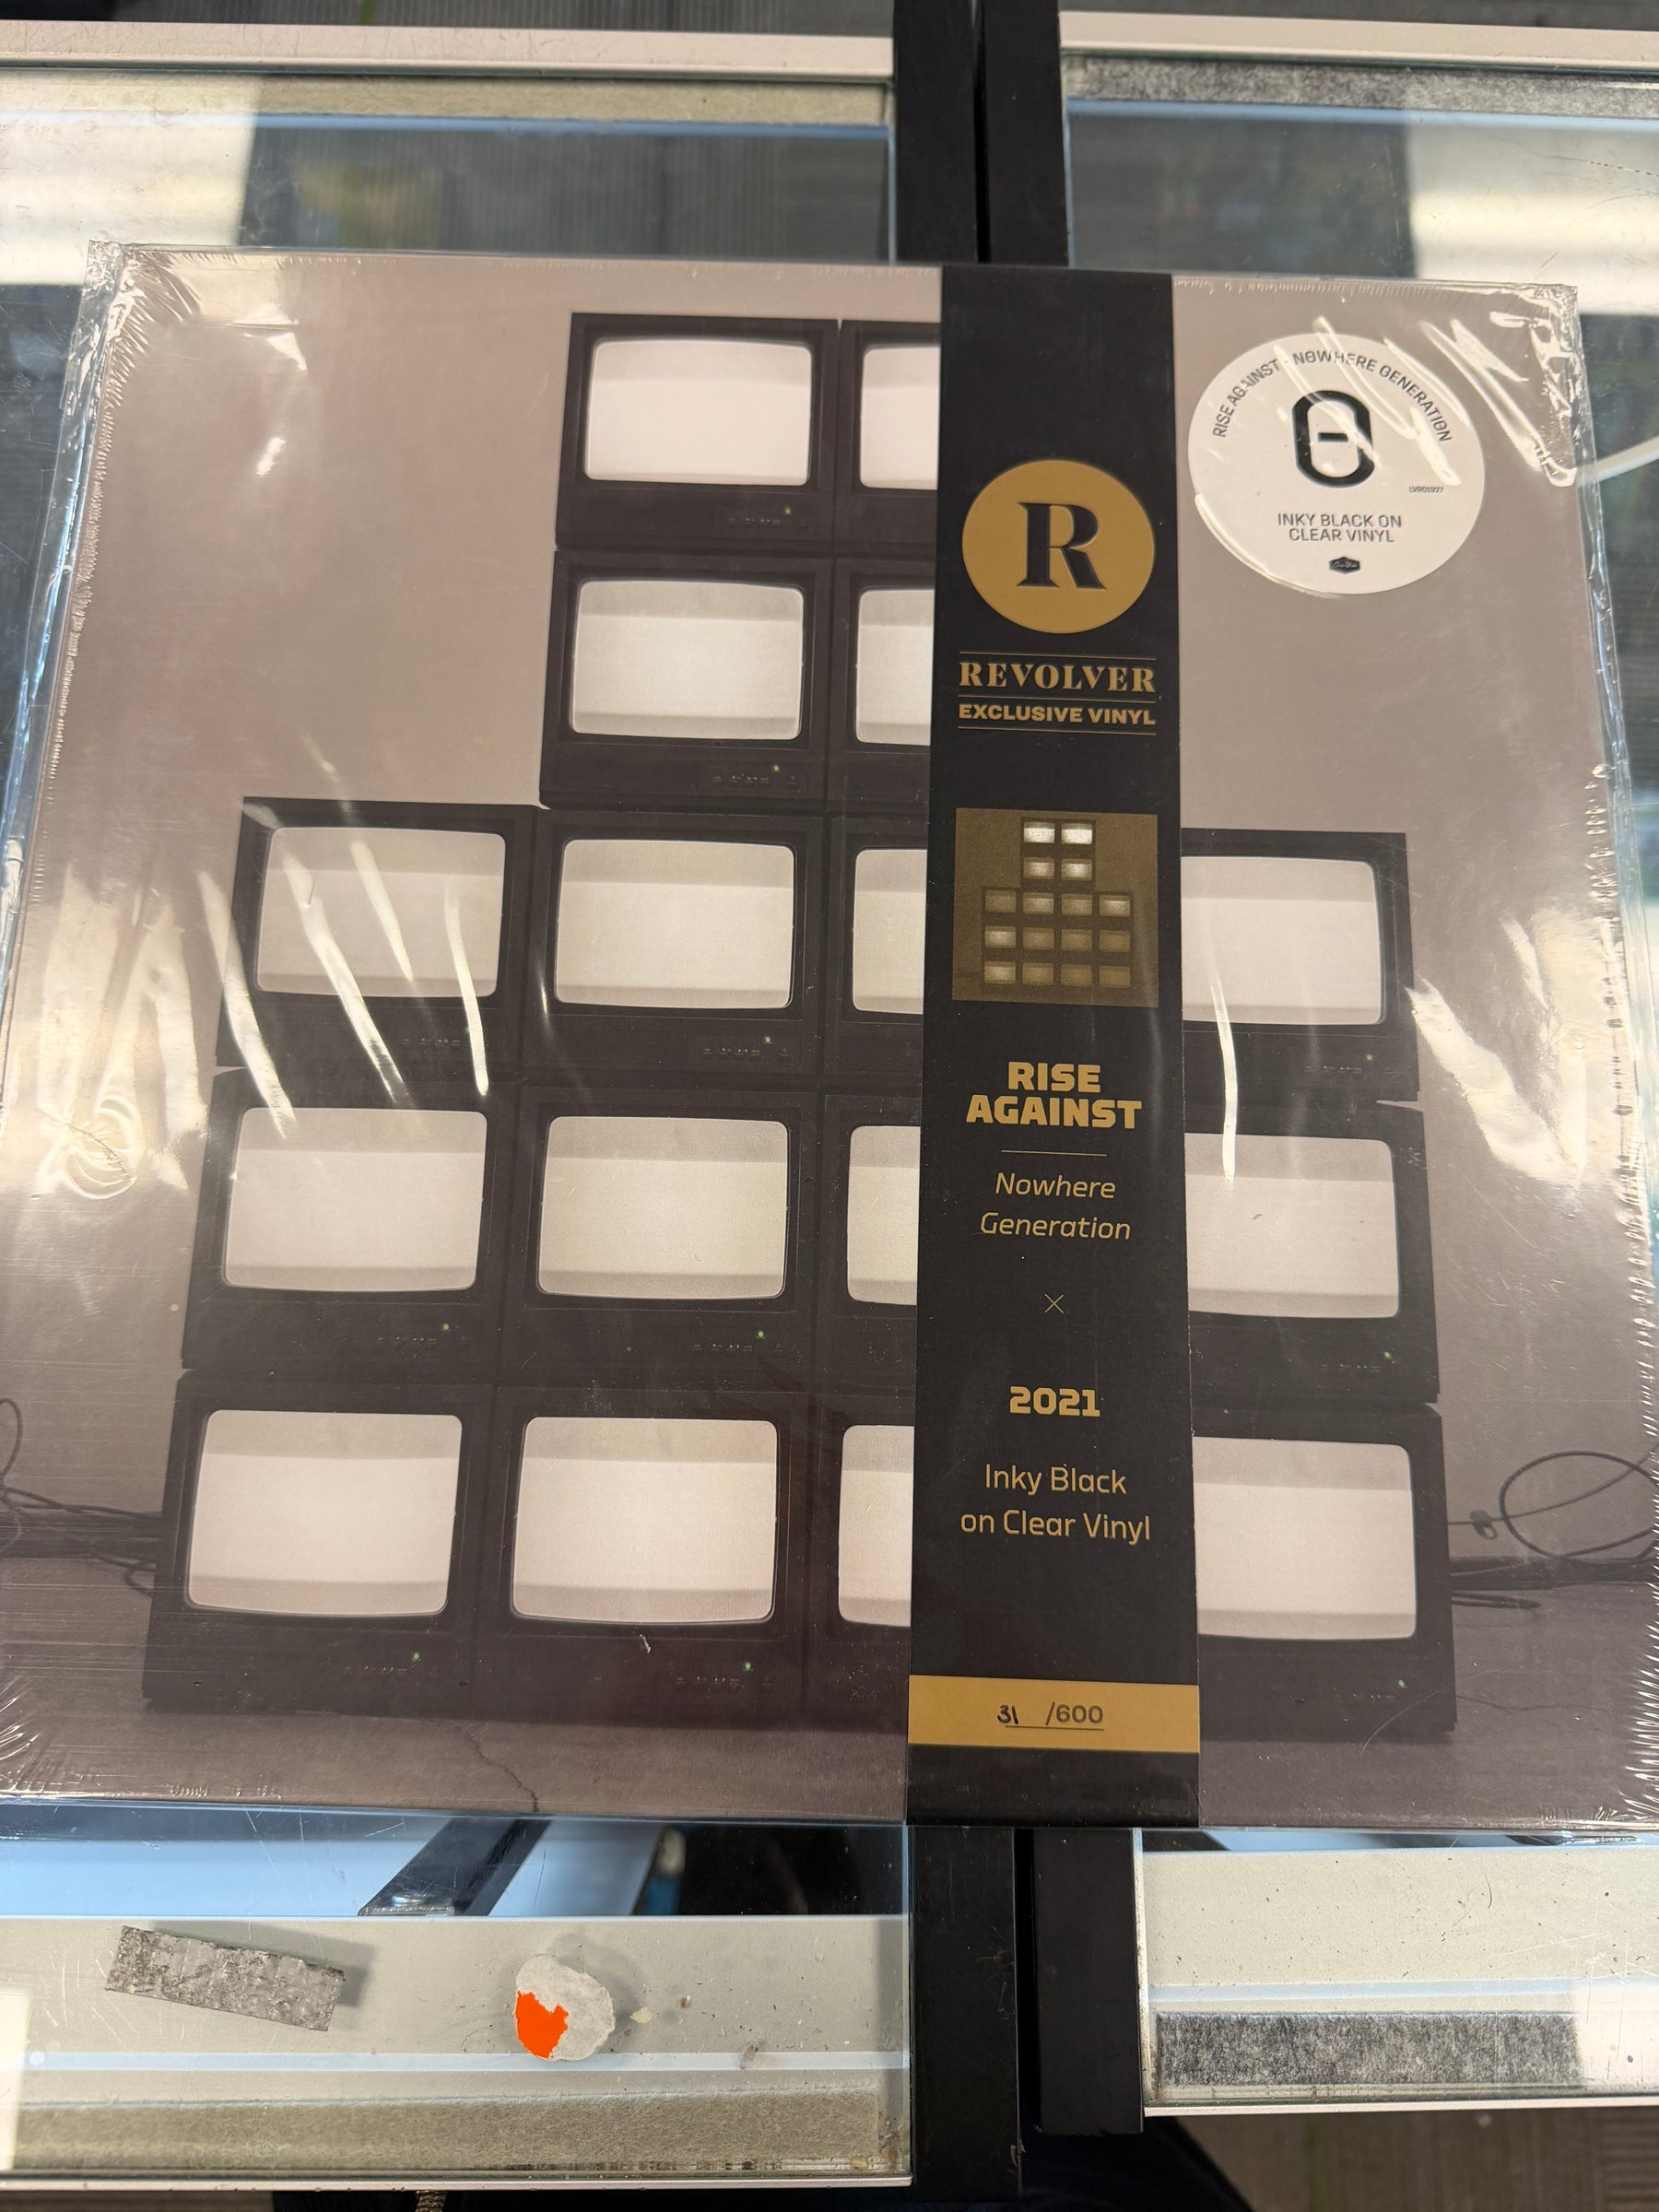 RISE AGAINST · NOWHERE GENERATION
LVR01927
INKY BLACK ON
CLEAR VINYL
R
REVOLVER
EXCLUSIVE VINYL
RISE
AGAINST
Nowhere
Generation
2021
Inky Black
on Clear Vinyl
31 /600